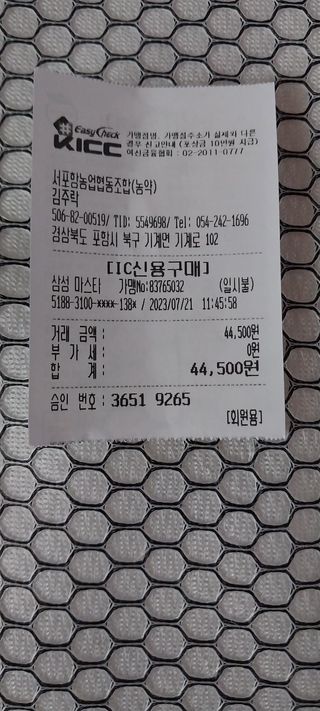 EasyCheck
KICC
가맹점명, 가맹점주소가 실제와 다른
경우 신고안내 (포상금 10만원 지급)
여신금융협회 : 02-2011-0777
서포항농업협동조합(농약)
김주락
506-82-00519/ TID: 5549698/ Tel: 054-242-1696
경상북도 포항시 북구 기계면 기계로 102
[IC신용구매]
삼성 마스타 가맹No:83765032 (일시불)
5188-3100-****-138* / 2023/07/21 11:45:58
거래 금액 : 44,500원
부 가 세 : 0원
합 계 : 44,500원
승인 번호 : 3651 9265
[회원용]